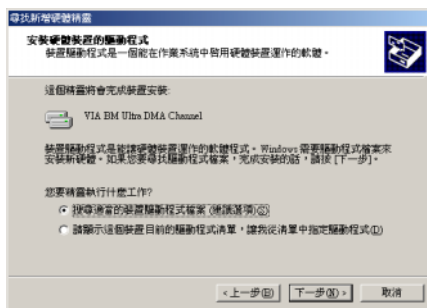 尋找新增硬體精靈
安裝硬體裝置的驅動程式
裝置驅動程式是一個能在作業系統中啟用硬體裝置運作的軟體。
這個精靈將會完成裝置安裝:
VIA BM Ultra DMA Channel
裝置驅動程式是能讓硬體裝置運作的軟體程式。Windows 需要驅動程式檔案來
安裝新硬體。如果您要尋找驅動程式檔案，完成安裝的話，請按 [下一步]。
您要精靈執行什麼工作?
搜尋適當的裝置驅動程式檔案 (建議選項)(S)
請顯示這個裝置目前的驅動程式清單，讓我從清單中指定驅動程式(D)
<上一步(B)
下一步(N)>
取消